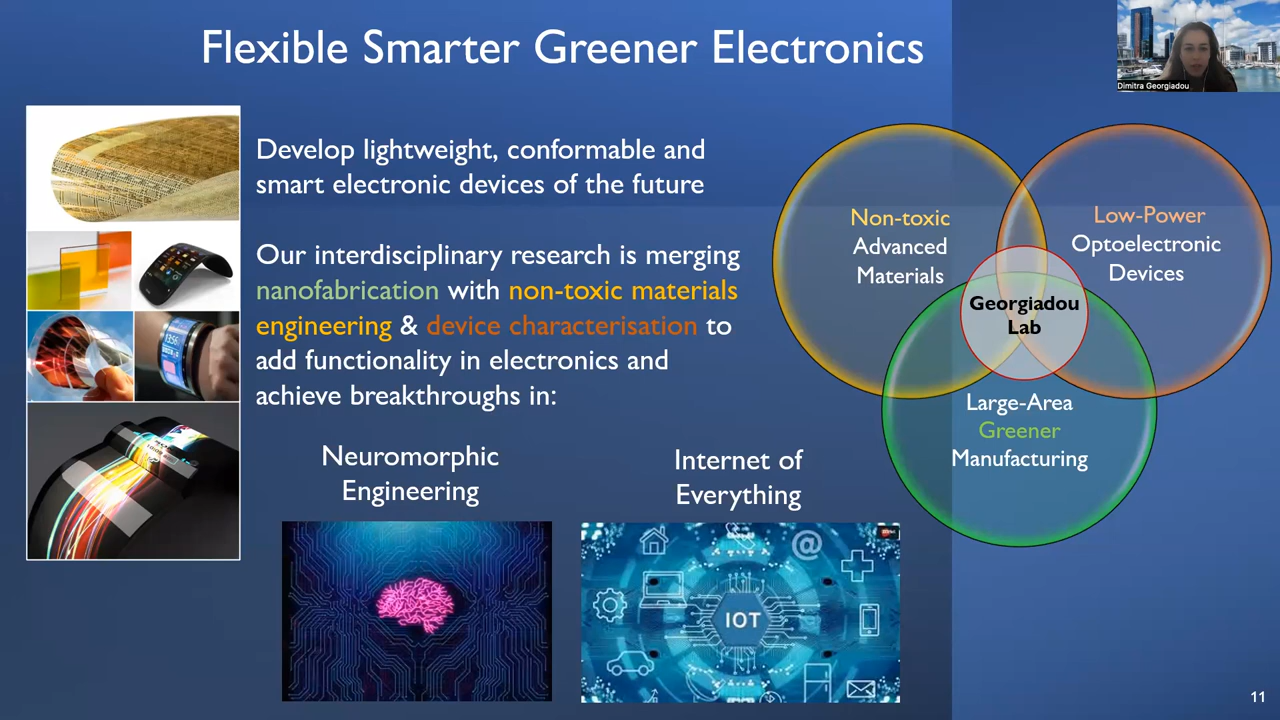 Flexible Smarter Greener Electronics
Dimitra Georgiadou
Develop lightweight, conformable and
smart electronic devices of the future
Our interdisciplinary research is merging
nanofabrication with non-toxic materials
engineering & device characterisation to
add functionality in electronics and
achieve breakthroughs in:
Neuromorphic
Engineering
Internet of
Everything
IOT
@
Non-toxic
Advanced
Materials
Low-Power
Optoelectronic
Devices
Georgiadou
Lab
Large-Area
Greener
Manufacturing
11